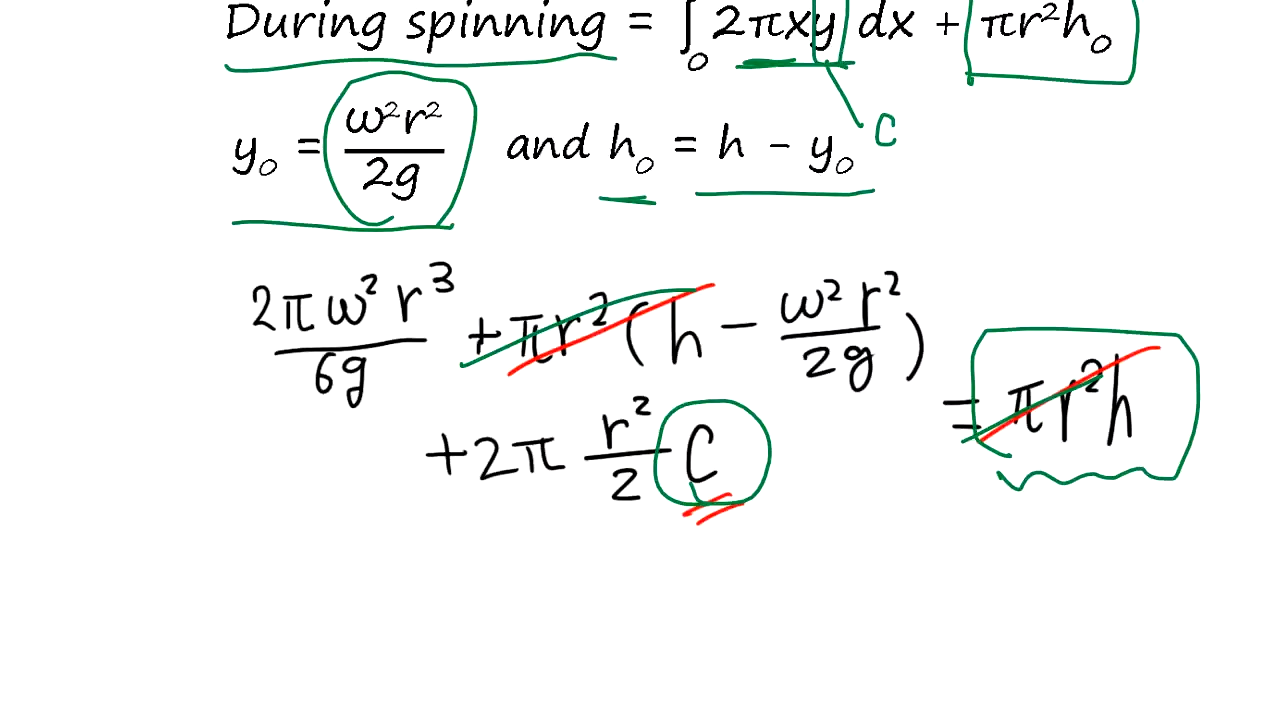 During spinning = ∫₀ 2πxy dx + πr²h₀
y₀ = ω²r²/2g and h₀ = h - y₀ C
2πω²r³/6g + πr²(h - ω²r²/2g)
+ 2π r²/2 C = πr²h